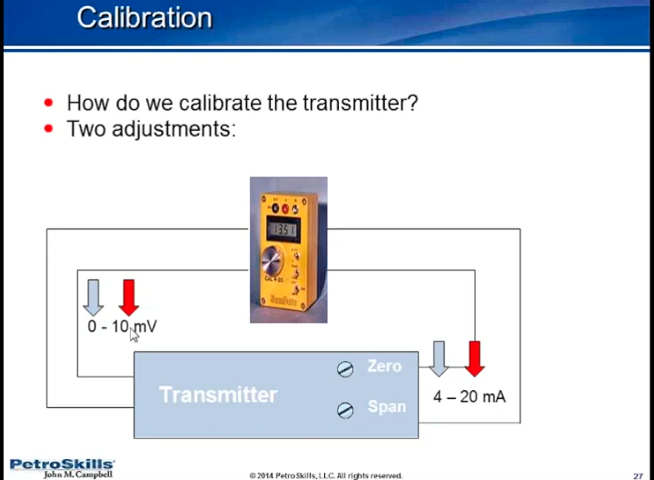 Calibration
How do we calibrate the transmitter?
Two adjustments:
1351
0 - 10 mV
Transmitter
Zero
Span
4 – 20 mA
PetroSkills
John M. Campbell
© 2014 PetroSkills, LLC. All rights reserved.
27